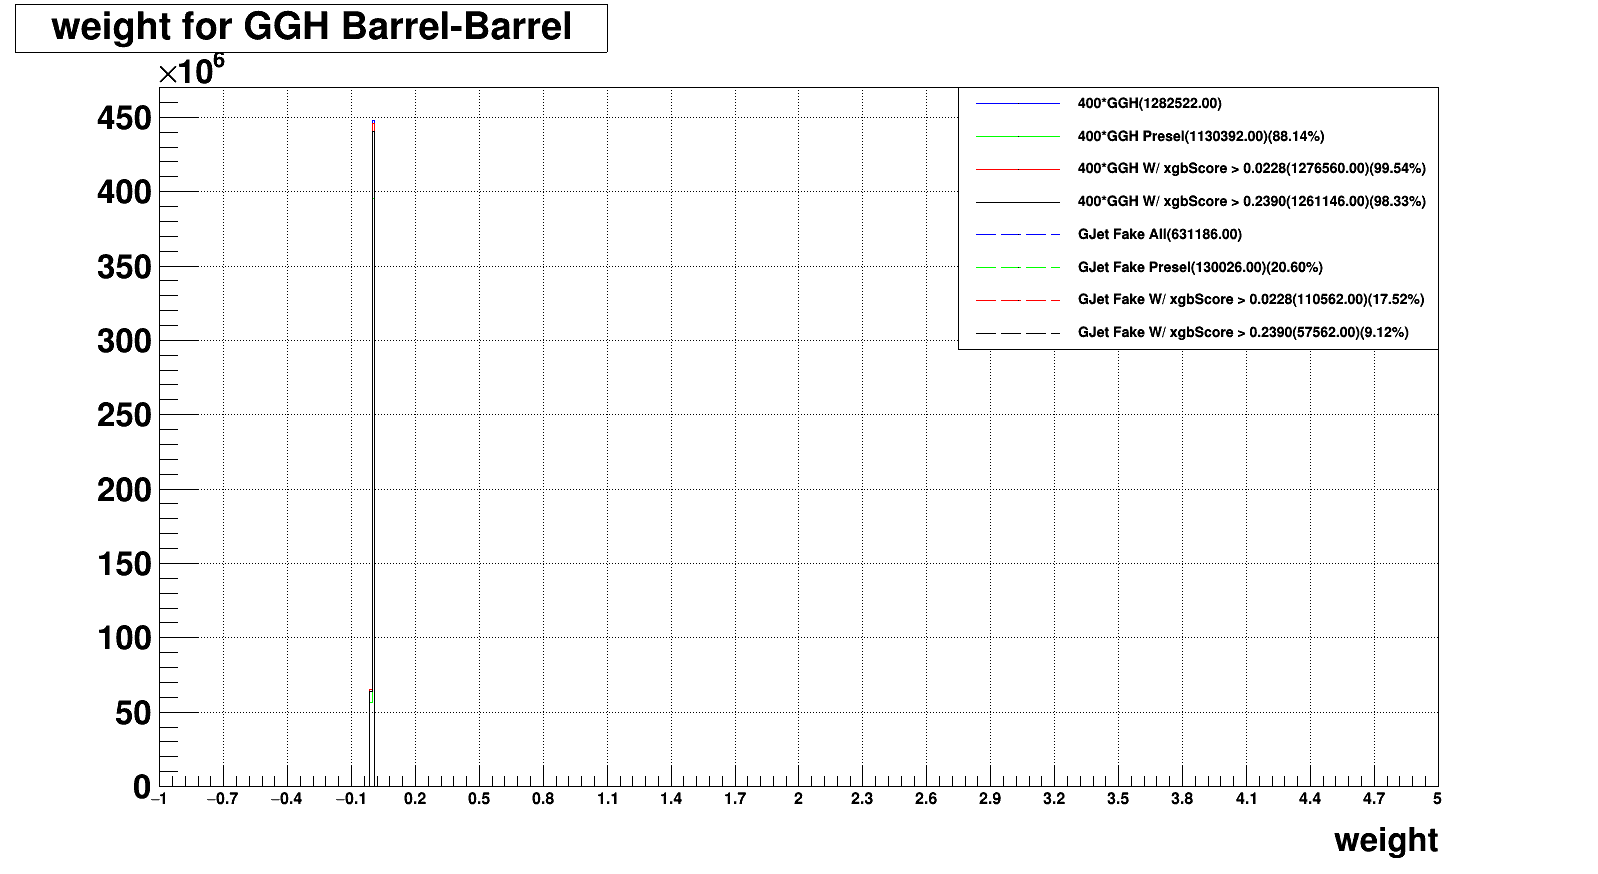 weight for GGH Barrel-Barrel
×10⁶
400*GGH(1282522.00)
400*GGH Presel(1130392.00)(88.14%)
400*GGH W/ xgbScore > 0.0228(1276560.00)(99.54%)
400*GGH W/ xgbScore > 0.2390(1261146.00)(98.33%)
GJet Fake All(631186.00)
GJet Fake Presel(130026.00)(20.60%)
GJet Fake W/ xgbScore > 0.0228(110562.00)(17.52%)
GJet Fake W/ xgbScore > 0.2390(57562.00)(9.12%)
450
400
350
300
250
200
150
100
50
0
−1 −0.7 −0.4 −0.1 0.2 0.5 0.8 1.1 1.4 1.7 2 2.3 2.6 2.9 3.2 3.5 3.8 4.1 4.4 4.7 5
weight